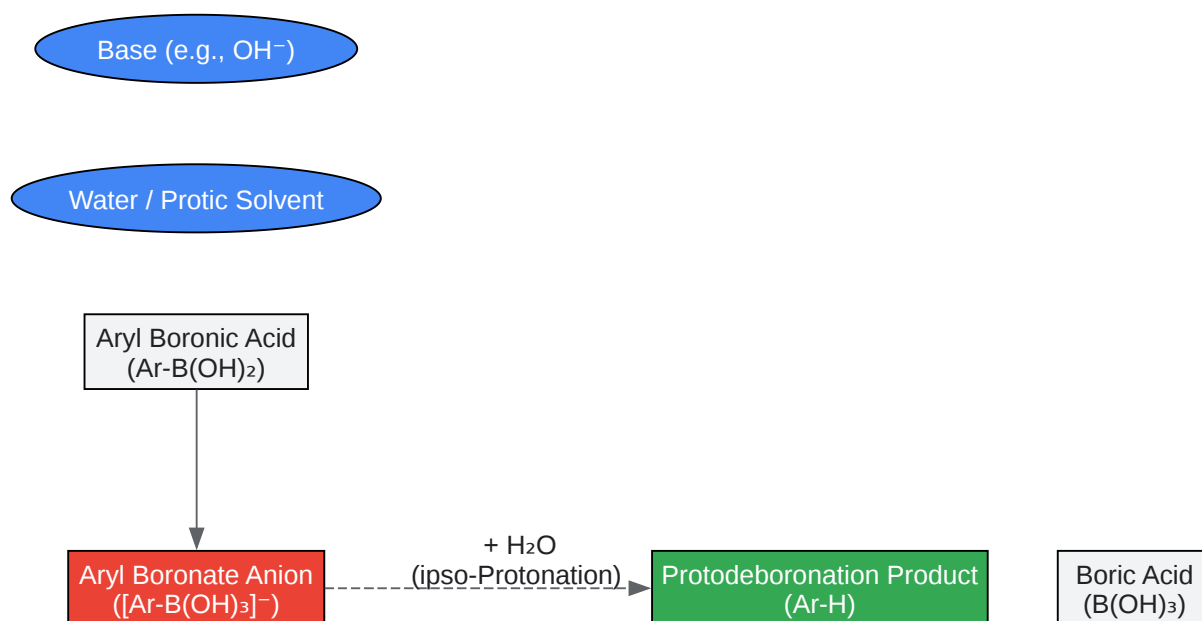 Base (e.g., OH⁻)
Water / Protic Solvent
Aryl Boronic Acid
(Ar-B(OH)₂)
+ H₂O
(ipso-Protonation)
Aryl Boronate Anion
([Ar-B(OH)₃]⁻)
Protodeboronation Product
(Ar-H)
Boric Acid
(B(OH)₃)